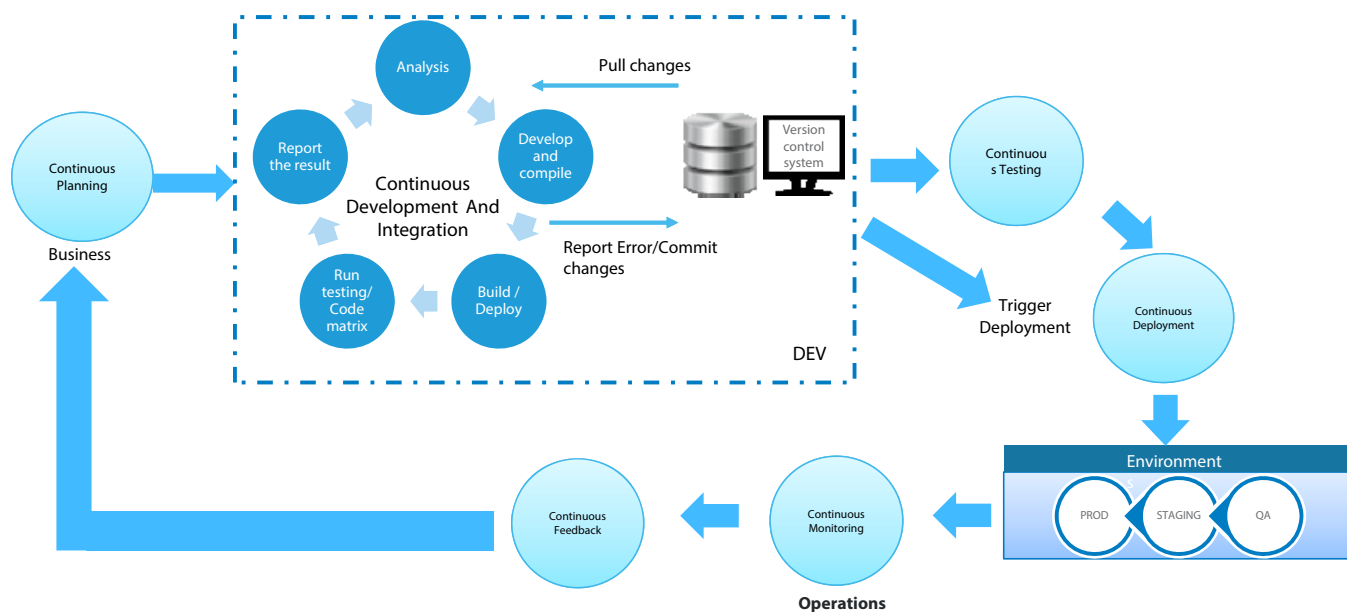 Continuous
Planning
Business
Analysis
Report
the result
Develop
and
compile
Continuous
Development And
Integration
Run
testing/
Code
matrix
Build /
Deploy
Pull changes
Version
control
system
Report Error/Commit
changes
DEV
Continuou
s Testing
Trigger
Deployment
Continuous
Deployment
Environment
s
PROD
STAGING
QA
Continuous
Monitoring
Operations
Continuous
Feedback